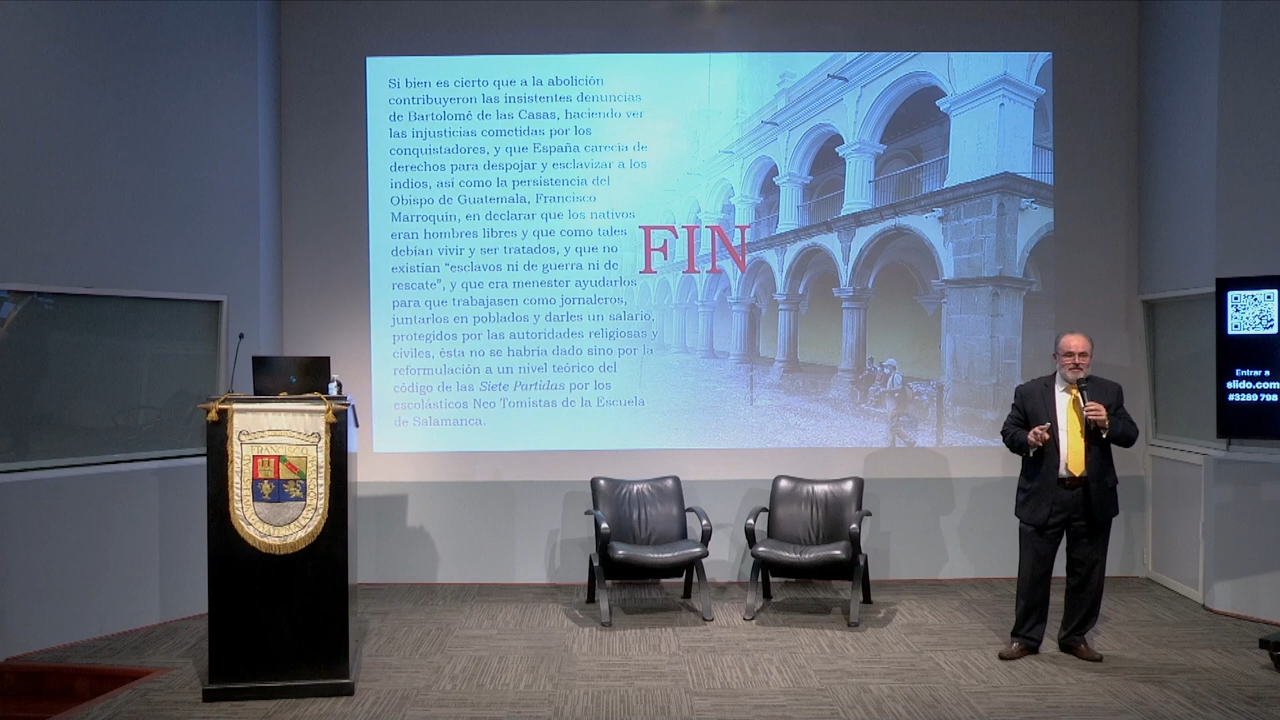 Si bien es cierto que a la abolición
contribuyeron las insistentes denuncias
de Bartolomé de las Casas, haciendo ver
las injusticias cometidas por los
conquistadores, y que España carecía de
derechos para despojar y esclavizar a los
indios, así como la persistencia del
Obispo de Guatemala, Francisco
Marroquín, en declarar que los nativos
eran hombres libres y que como tales
debían vivir y ser tratados, y que no
existían “esclavos ni de guerra ni de
rescate”, y que era menester ayudarlos
para que trabajasen como jornaleros,
juntarlos en poblados y darles un salario,
protegidos por las autoridades religiosas y
civiles, ésta no se habría dado sino por la
reformulación a un nivel teórico del
código de las Siete Partidas por los
escolásticos Neo Tomistas de la Escuela
de Salamanca.
FIN
FRANCISCO
GUATEMALA
Entrar a
slido.com
#3289 798